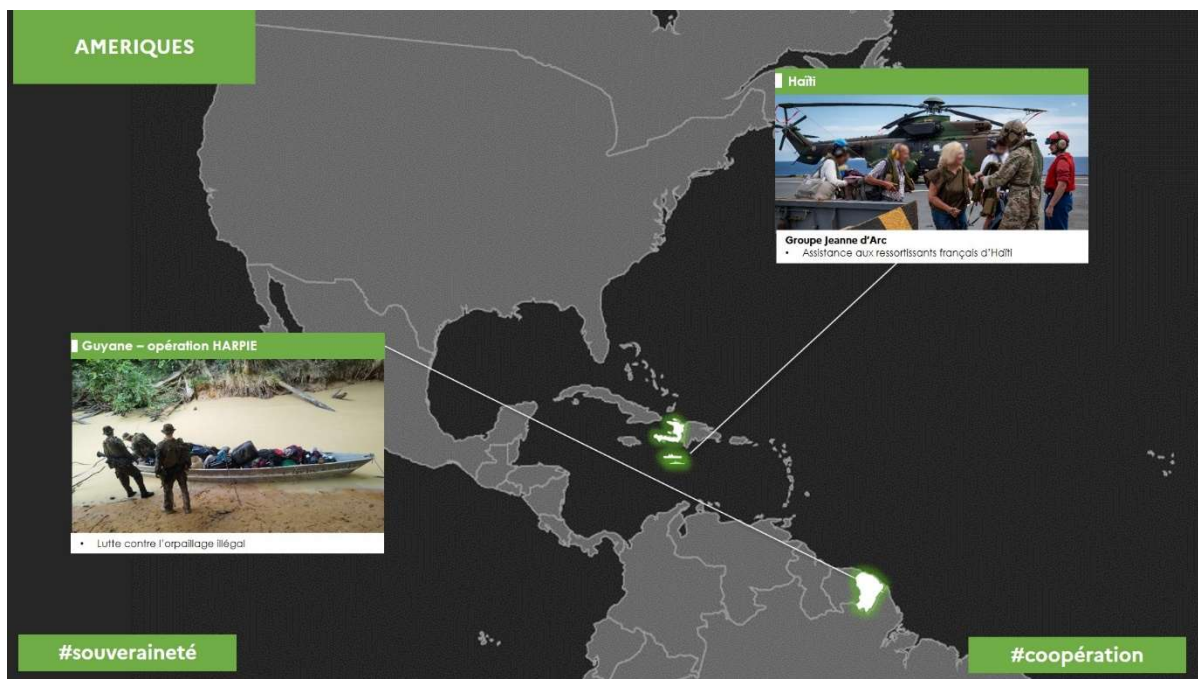 AMERIQUES
Haïti
Groupe Jeanne d'Arc
• Assistance aux ressortissants français d'Haïti
Guyane – opération HARPIE
• Lutte contre l'orpaillage illégal
#souveraineté
#coopération